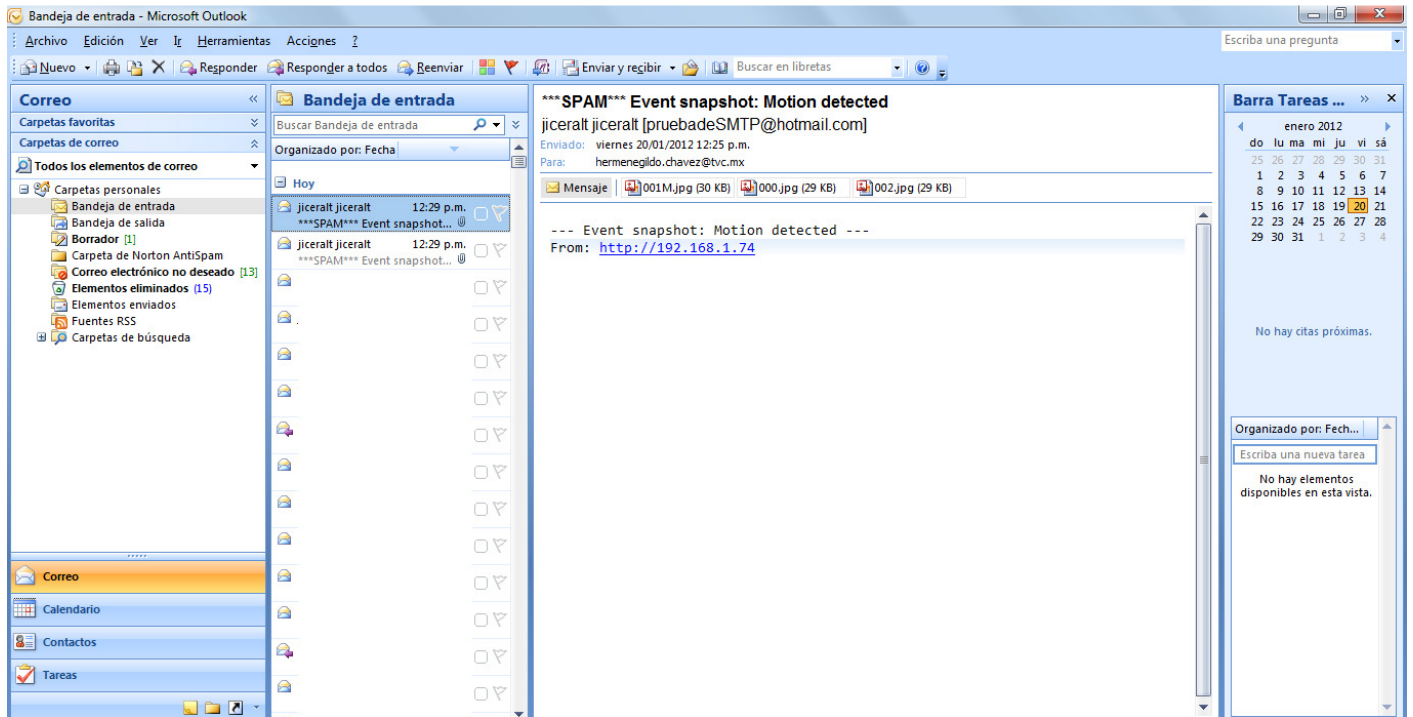 Bandeja de entrada - Microsoft Outlook
Archivo Edición Ver Ir Herramientas Acciones ?
Escriba una pregunta
Nuevo Responder Responder a todos Reenviar Enviar y recibir Buscar en libretas
Correo «
Carpetas favoritas
Carpetas de correo
Todos los elementos de correo
Carpetas personales
Bandeja de entrada
Bandeja de salida
Borrador [1]
Carpeta de Norton AntiSpam
Correo electrónico no deseado [13]
Elementos eliminados (15)
Elementos enviados
Fuentes RSS
Carpetas de búsqueda
Correo
Calendario
Contactos
Tareas
Bandeja de entrada
Buscar Bandeja de entrada
Organizado por: Fecha
Hoy
jiceralt jiceralt 12:29 p.m.
***SPAM*** Event snapshot...
jiceralt jiceralt 12:29 p.m.
***SPAM*** Event snapshot...
***SPAM*** Event snapshot: Motion detected
jiceralt jiceralt [pruebadeSMTP@hotmail.com]
Enviado: viernes 20/01/2012 12:25 p.m.
Para: hermenegildo.chavez@tvc.mx
Mensaje 001M.jpg (30 KB) 000.jpg (29 KB) 002.jpg (29 KB)
--- Event snapshot: Motion detected ---
From: http://192.168.1.74
Barra Tareas ... » ×
enero 2012
do lu ma mi ju vi sá
25 26 27 28 29 30 31
1 2 3 4 5 6 7
8 9 10 11 12 13 14
15 16 17 18 19 20 21
22 23 24 25 26 27 28
29 30 31 1 2 3 4
No hay citas próximas.
Organizado por: Fech...
Escriba una nueva tarea
No hay elementos
disponibles en esta vista.